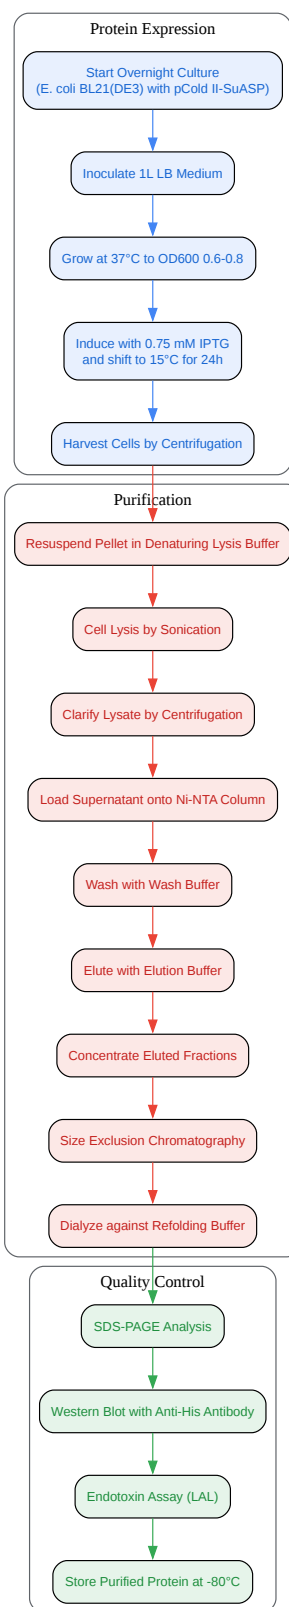 Protein Expression
Start Overnight Culture
(E. coli BL21(DE3) with pCold II-SuASP)
Inoculate 1L LB Medium
Grow at 37°C to OD600 0.6-0.8
Induce with 0.75 mM IPTG
and shift to 15°C for 24h
Harvest Cells by Centrifugation
Purification
Resuspend Pellet in Denaturing Lysis Buffer
Cell Lysis by Sonication
Clarify Lysate by Centrifugation
Load Supernatant onto Ni-NTA Column
Wash with Wash Buffer
Elute with Elution Buffer
Concentrate Eluted Fractions
Size Exclusion Chromatography
Dialyze against Refolding Buffer
Quality Control
SDS-PAGE Analysis
Western Blot with Anti-His Antibody
Endotoxin Assay (LAL)
Store Purified Protein at -80°C